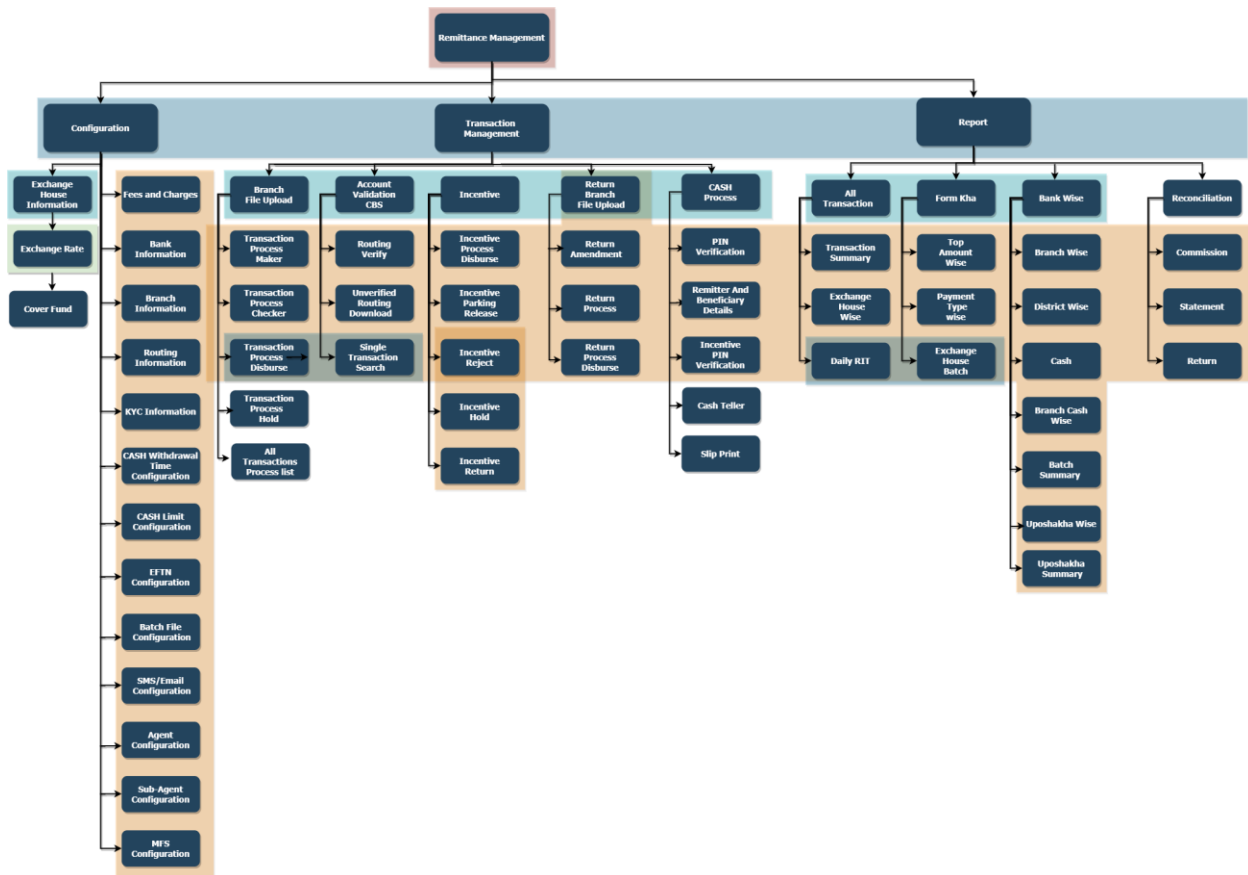 Remittance Management
Configuration
Transaction
Management
Report
Exchange
House
Information
Exchange Rate
Cover Fund
Fees and Charges
Bank
Information
Branch
Information
Routing
Information
KYC Information
CASH Withdrawal
Time
Configuration
CASH Limit
Configuration
EFTN
Configuration
Batch File
Configuration
SMS/Email
Configuration
Agent
Configuration
Sub-Agent
Configuration
MFS
Configuration
Branch
File Upload
Transaction
Process
Maker
Transaction
Process
Checker
Transaction
Process
Disburse
Transaction
Process
Hold
All
Transactions
Process list
Account
Validation
CBS
Routing
Verify
Unverified
Routing
Download
Single
Transaction
Search
Incentive
Incentive
Process
Disburse
Incentive
Parking
Release
Incentive
Reject
Incentive
Hold
Incentive
Return
Return
Branch
File Upload
Return
Amendment
Return
Process
Return
Process
Disburse
CASH
Process
PIN
Verification
Remitter And
Beneficiary
Details
Incentive
PIN
Verification
Cash Teller
Slip Print
All
Transaction
Transaction
Summary
Exchange
House
Wise
Daily RIT
Form Kha
Top
Amount
Wise
Payment
Type
wise
Exchange
House
Batch
Bank Wise
Branch Wise
District Wise
Cash
Branch Cash
Wise
Batch
Summary
Uposhakha Wise
Uposhakha
Summary
Reconciliation
Commission
Statement
Return